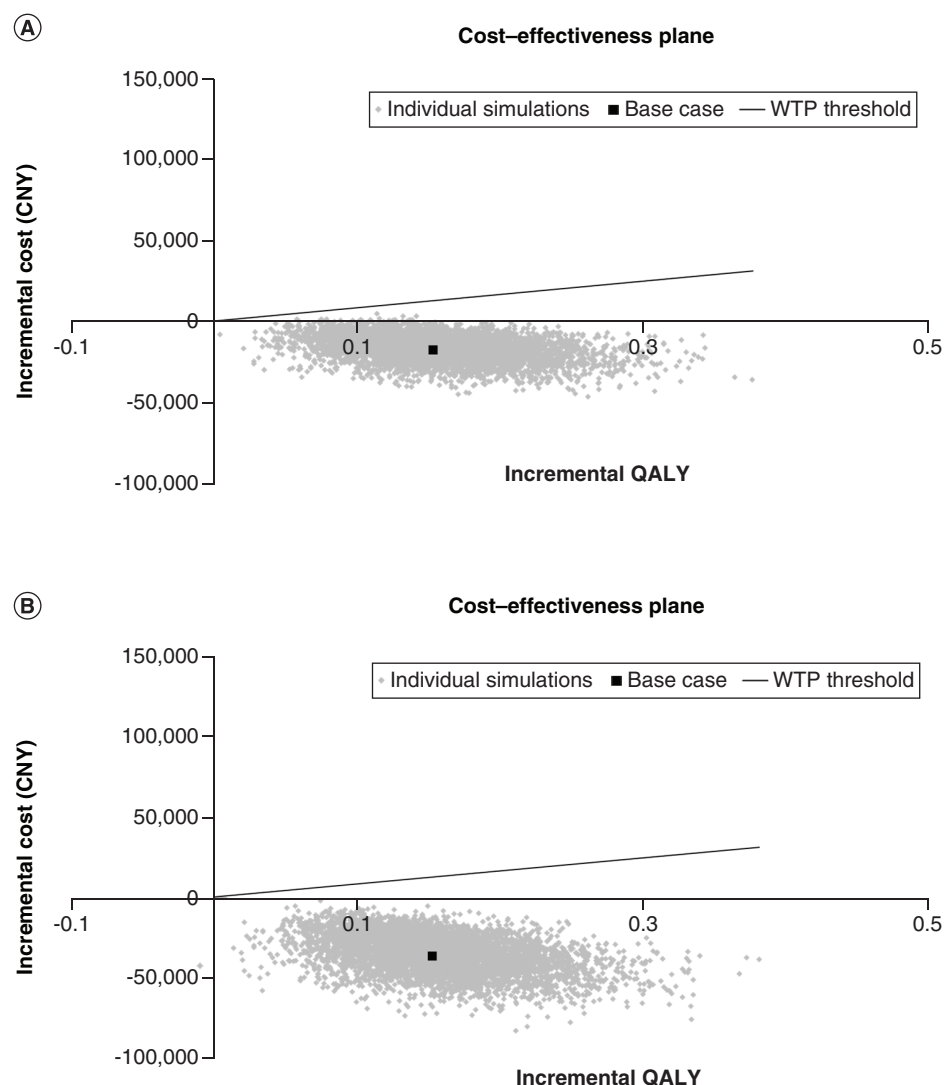 A
Cost–effectiveness plane
150,000
Individual simulations Base case WTP threshold
100,000
50,000
0
-0.1 0.1 0.3 0.5
-50,000
-100,000
Incremental cost (CNY)
Incremental QALY
B
Cost–effectiveness plane
150,000
Individual simulations Base case WTP threshold
100,000
50,000
0
-0.1 0.1 0.3 0.5
-50,000
-100,000
Incremental cost (CNY)
Incremental QALY